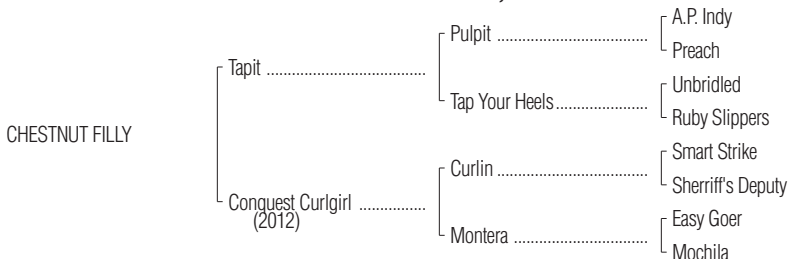 A.P. Indy
Pulpit ......................................
Preach
Tapit ........................................
Unbridled
Tap Your Heels.......................
Ruby Slippers
CHESTNUT FILLY
Smart Strike
Curlin ......................................
Sherriff's Deputy
Conquest Curlgirl ................
(2012)
Easy Goer
Montera .................................
Mochila